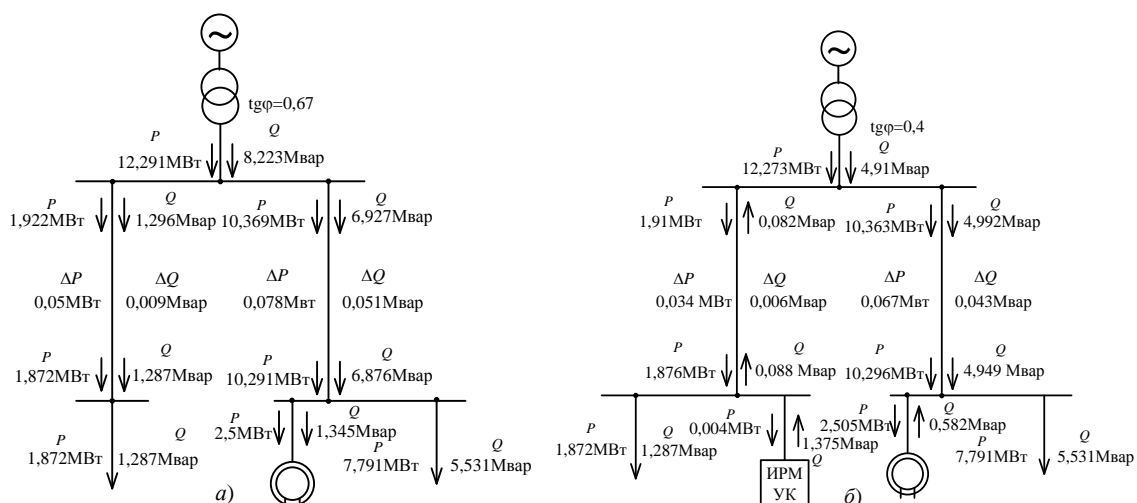 tgφ=0,67
P
Q
12,291МВт
8,223Мвар
P
Q
P
Q
1,922МВт
1,296Мвар
10,369МВт
6,927Мвар
ΔP
ΔQ
ΔP
ΔQ
0,05МВт
0,009Мвар
0,078Мвт
0,051Мвар
P
Q
P
Q
1,872МВт
1,287Мвар
10,291МВт
6,876Мвар
P
Q
2,5МВт
1,345Мвар
P
Q
P
Q
1,872МВт
1,287Мвар
7,791МВт
5,531Мвар
а)
tgφ=0,4
P
Q
12,273МВт
4,91Мвар
P
Q
P
Q
1,91МВт
0,082Мвар
10,363МВт
4,992Мвар
ΔP
ΔQ
ΔP
ΔQ
0,034 МВт
0,006Мвар
0,067Мвт
0,043Мвар
P
Q
P
Q
1,876МВт
0,088 Мвар
10,296МВт
4,949 Мвар
P
Q
P
P
Q
1,872МВт
1,287Мвар
0,004МВт
1,375Мвар
Q
2,505МВт
0,582Мвар
P
Q
7,791МВт
5,531Мвар
ИРМ
УК
б)